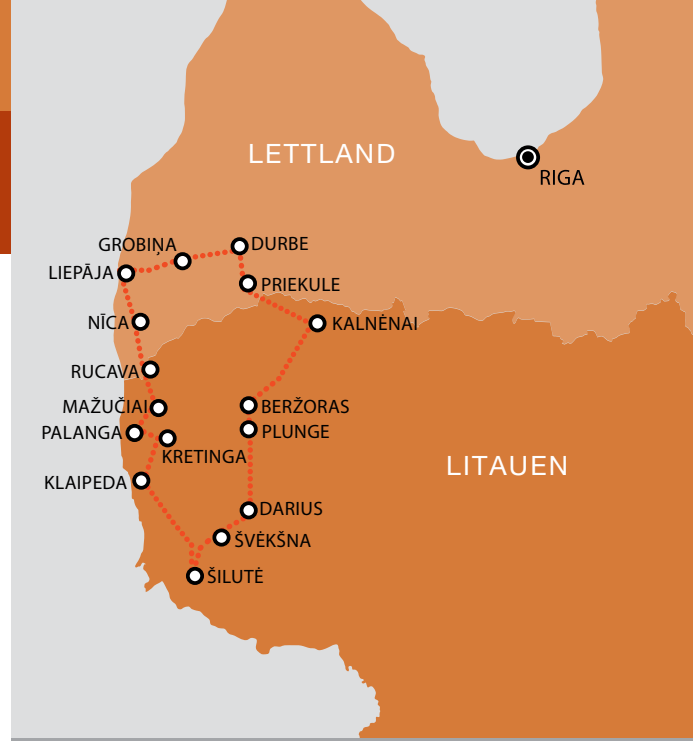 LETTLAND
RIGA
GROBIŅA
DURBE
LIEPĀJA
PRIEKULE
NĪCA
KALNĖNAI
RUCAVA
MAŽUČIAI
BERŽORAS
PALANGA
PLUNGE
KRETINGA
LITAUEN
KLAIPEDA
DARIUS
ŠVĖKŠNA
ŠILUTĖ